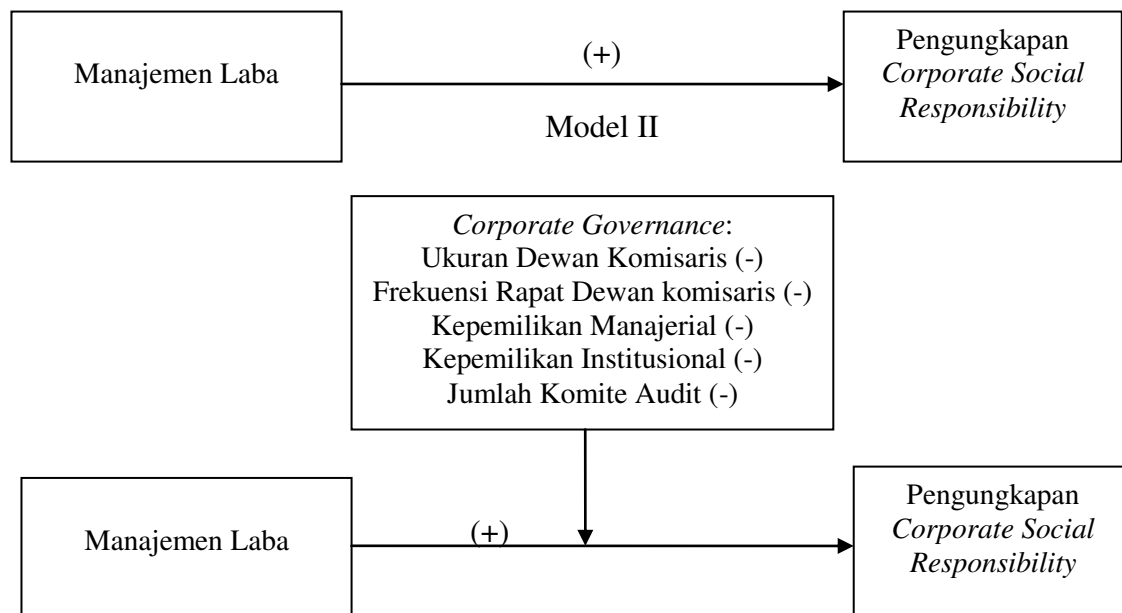 Manajemen Laba
(+)
Pengungkapan
Corporate Social
Responsibility
Model II
Corporate Governance:
Ukuran Dewan Komisaris (-)
Frekuensi Rapat Dewan komisaris (-)
Kepemilikan Manajerial (-)
Kepemilikan Institusional (-)
Jumlah Komite Audit (-)
Manajemen Laba
(+)
Pengungkapan
Corporate Social
Responsibility